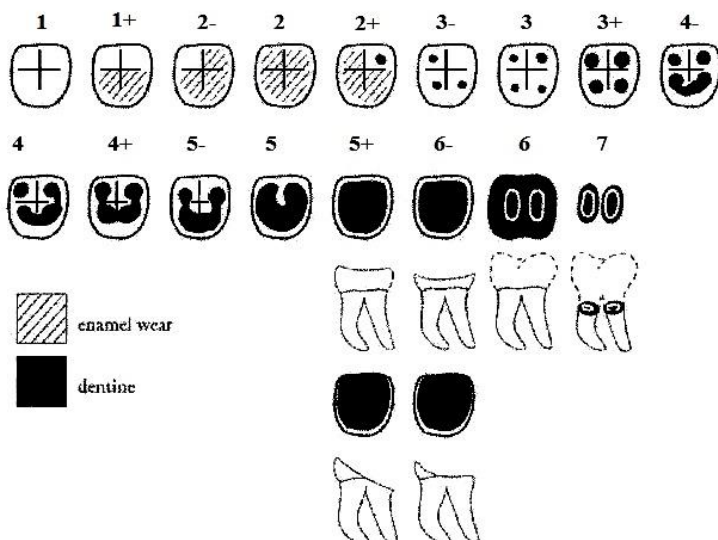 1 1+ 2- 2 2+ 3- 3 3+ 4-
4 4+ 5- 5 5+ 6- 6 7
enamel wear
dentine